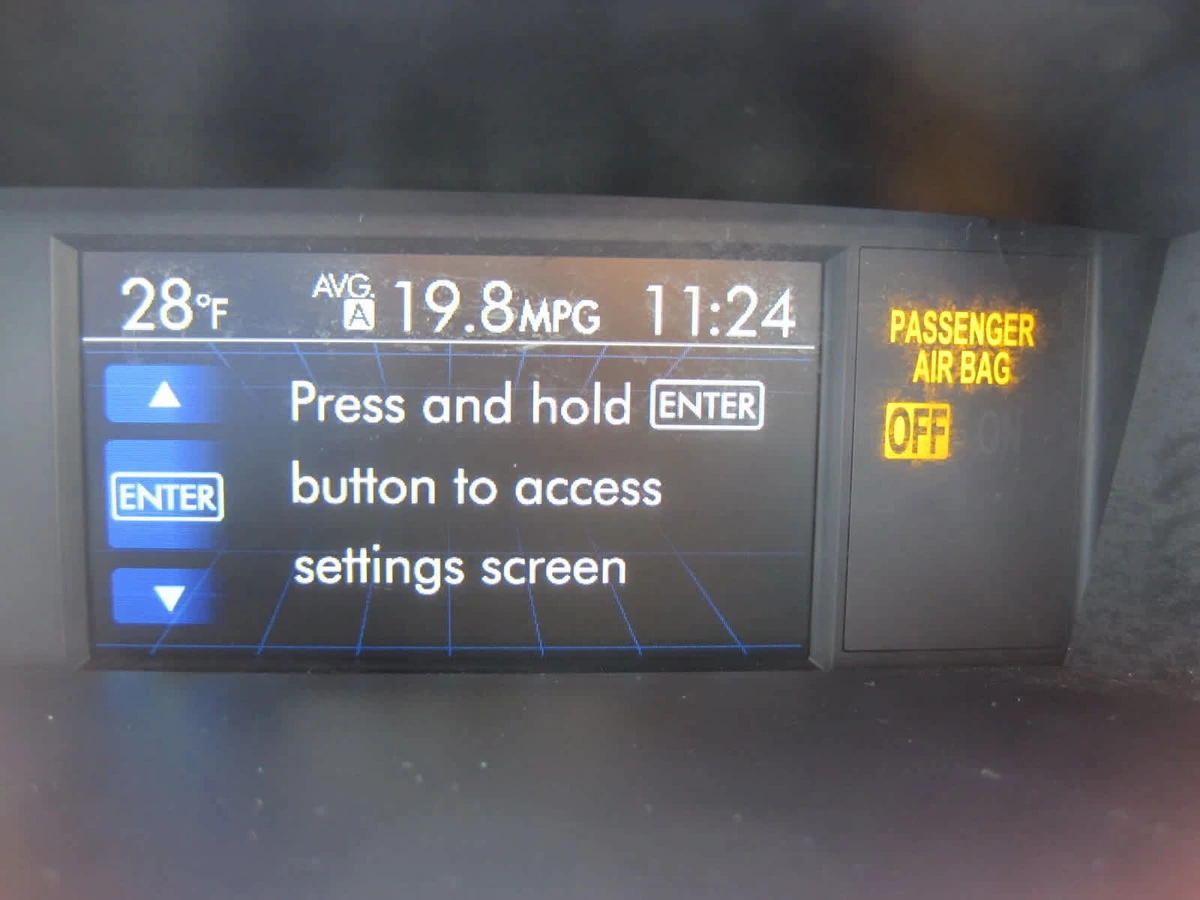 28°F AVG. A 19.8MPG 11:24
Press and hold ENTER
button to access
settings screen
ENTER
PASSENGER
AIR BAG
OFF ON